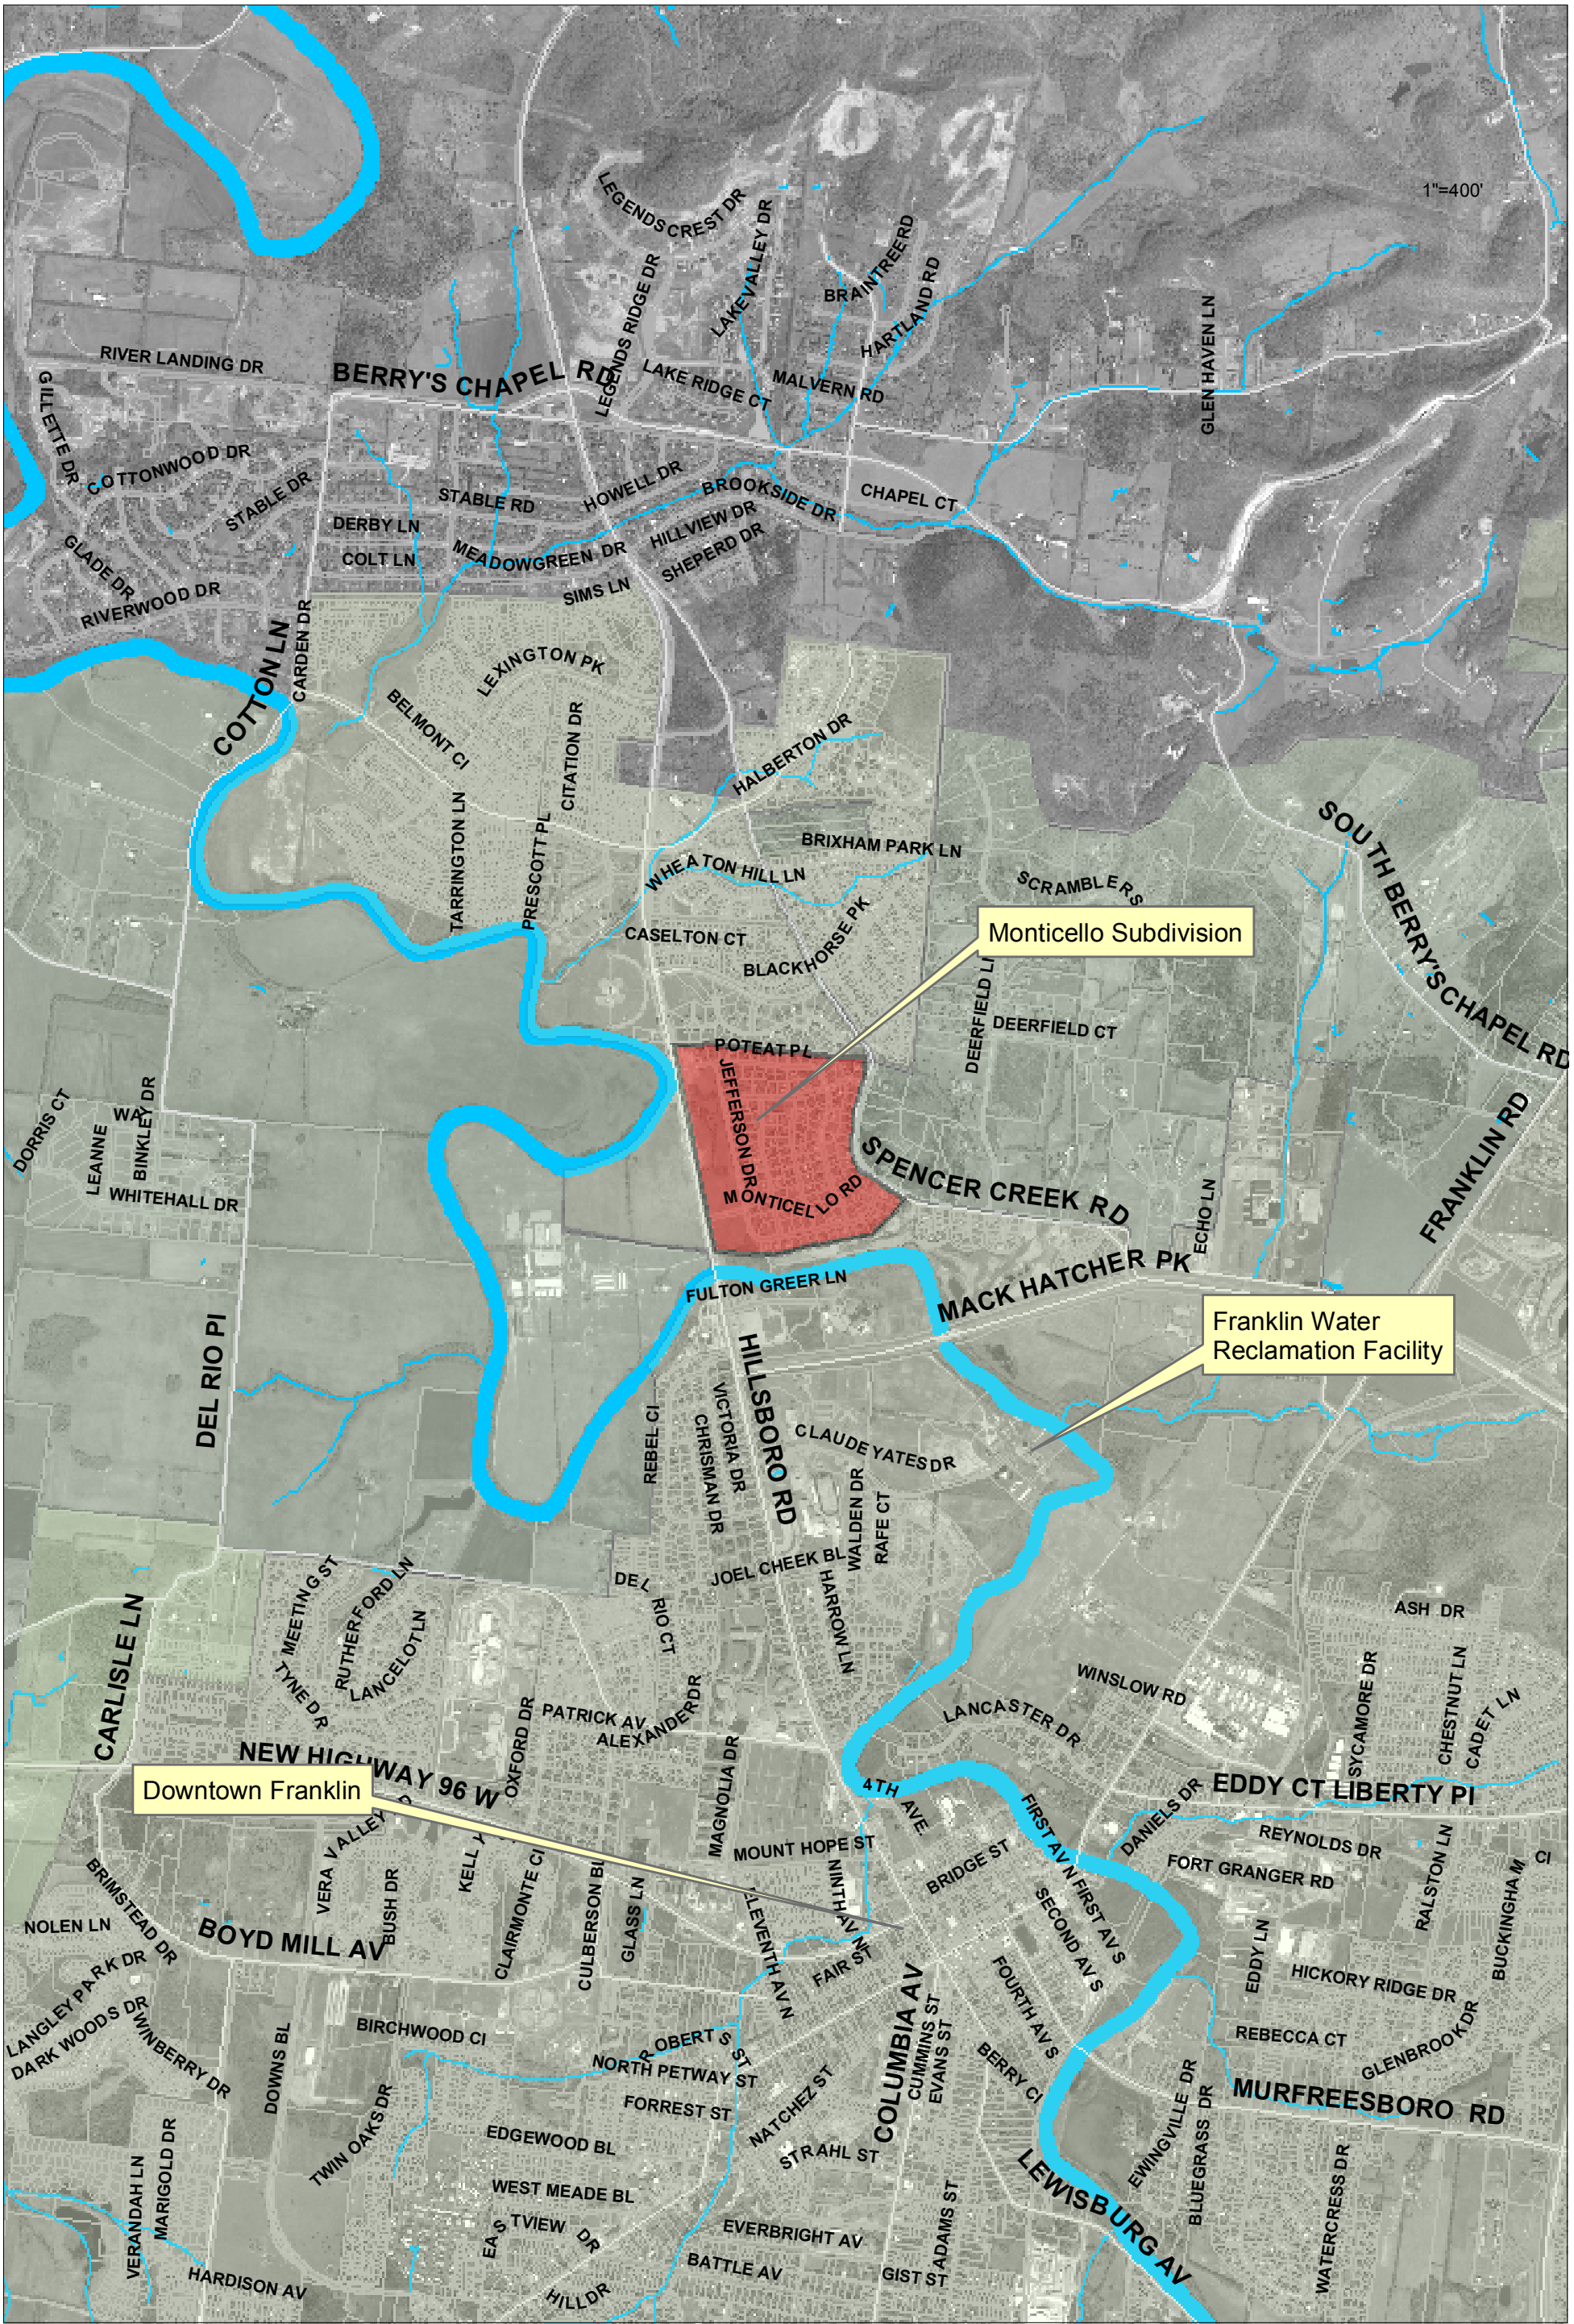 1"=400'
LEGENDS CREST DR
LAKE VALLEY DR
BRAINTREE RD
HARTLAND RD
LEGENDS RIDGE DR
GLEN HAVEN LN
RIVER LANDING DR
BERRY'S CHAPEL RD
LAKE RIDGE CT
MALVERN RD
GILLETTE DR
COTTONWOOD DR
STABLE DR
STABLE RD
HOWELL DR
BROOKSIDE DR
CHAPEL CT
DERBY LN
HILLVIEW DR
SHEPERD DR
GLADE DR
COLT LN
MEADOWGREEN DR
SIMS LN
RIVERWOOD DR
CARDEN DR
COTTON LN
LEXINGTON PK
BELMONT CI
CITATION DR
HALBERTON DR
TARRINGTON LN
PRESCOTT PL
BRIXHAM PARK LN
WHEATON HILL LN
SCRAMBLERS
SOUTH BERRY'S CHAPEL RD
CASELTON CT
BLACKHORSE PK
Monticello Subdivision
DEERFIELD CT
POTEAT PL
JEFFERSON DR
MONTICELLO RD
SPENCER CREEK RD
FRANKLIN RD
DORRIS CT
WA
LEANNE
BINKLEY DR
WHITEHALL DR
ECHO LN
MACK HATCHER PK
FULTON GREER LN
Franklin Water
Reclamation Facility
DEL RIO PI
HILLSBORO RD
VICTORIA DR
CHRISMAN DR
REBEL CI
CLAUDE YATES DR
WALDEN DR
RAFE CT
JOEL CHEEK BL
HARROW LN
DEL RIO CT
MEETING ST
RUTHERFORD LN
LANCELOT LN
TYNE DR
CARLISLE LN
ASH DR
WINSLOW RD
SYCAMORE DR
CHESTNUT LN
CADET LN
LANCASTER DR
PATRICK AV
ALEXANDER DR
OXFORD DR
MAGNOLIA DR
NEW HIGHWAY 96 W
Downtown Franklin
4TH AVE.
EDDY CT LIBERTY PI
DANIELS DR
REYNOLDS DR
FORT GRANGER RD
RALSTON LN
BUCKINGHAM CI
FIRST AV N
FIRST AV S
SECOND AV S
BRIDGE ST
MOUNT HOPE ST
NINTH AV N
ELEVENTH AV N
VERA VALLEY
BUSH DR
KELLY
CLAIRMONTE CI
CULBERSON BL
GLASS LN
BRIMSTEAD DR
NOLEN LN
BOYD MILL AV
FAIR ST
FOURTH AV S
EDDY LN
HICKORY RIDGE DR
LANGLEY PARK DR
DARK WOODS DR
WINBERRY DR
DOWNS BL
BIRCHWOOD CI
ROBERTS ST
NORTH PETWAY ST
FORREST ST
NATCHEZ ST
COLUMBIA AV
CUMMINS ST
EVANS ST
BERRY CI
REBECCA CT
GLENBROOK DR
MURFREESBORO RD
EWINGVILLE DR
BLUEGRASS DR
TWIN OAKS DR
EDGEWOOD BL
STRAHL ST
LEWISBURG AV
WATERCRESS DR
VERANDAH LN
MARIGOLD DR
WEST MEADE BL
EASTVIEW DR
EVERBRIGHT AV
ADAMS ST
BATTLE AV
GIST ST
HARDISON AV
HILL DR